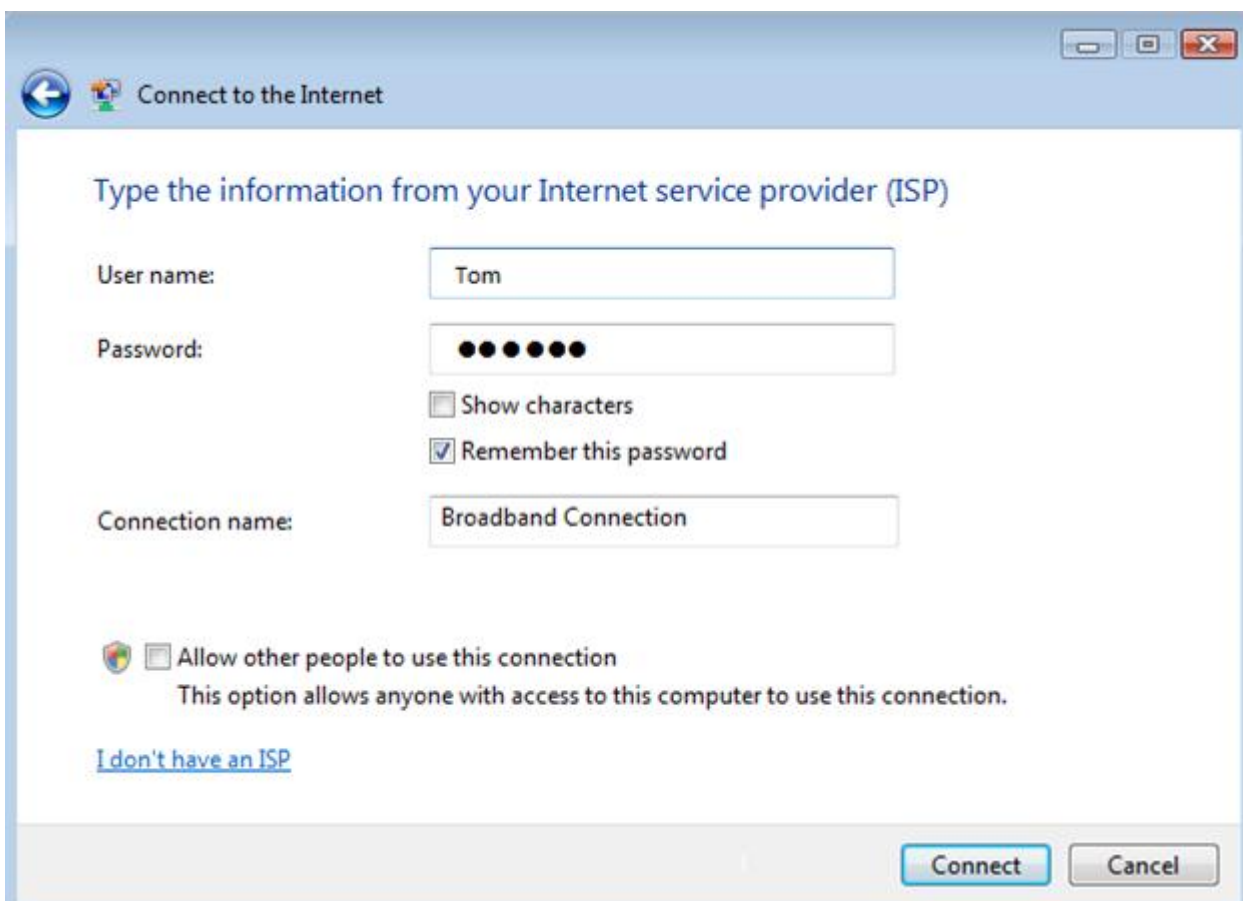 Connect to the Internet
Type the information from your Internet service provider (ISP)
User name:
Tom
Password:
●●●●●●
Show characters
Remember this password
Connection name:
Broadband Connection
Allow other people to use this connection
This option allows anyone with access to this computer to use this connection.
I don't have an ISP
Connect
Cancel